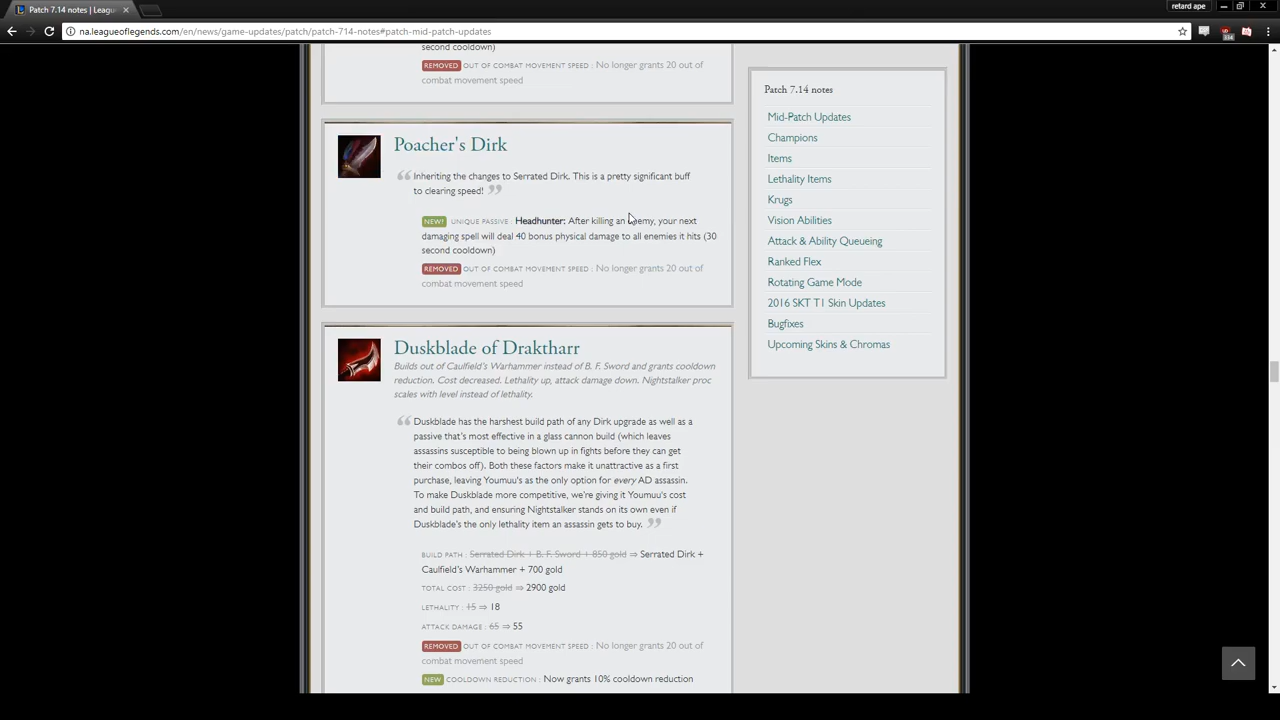 Patch 7.14 notes | Leagu
retard ape
na.leagueoflegends.com/en/news/game-updates/patch/patch-714-notes#patch-mid-patch-updates
second cooldown)
REMOVED OUT OF COMBAT MOVEMENT SPEED : No longer grants 20 out of
combat movement speed
Poacher's Dirk
Inheriting the changes to Serrated Dirk. This is a pretty significant buff
to clearing speed!
NEW! UNIQUE PASSIVE : Headhunter: After killing an enemy, your next
damaging spell will deal 40 bonus physical damage to all enemies it hits (30
second cooldown)
REMOVED OUT OF COMBAT MOVEMENT SPEED : No longer grants 20 out of
combat movement speed
Duskblade of Draktharr
Builds out of Caulfield's Warhammer instead of B. F. Sword and grants cooldown
reduction. Cost decreased. Lethality up, attack damage down. Nightstalker proc
scales with level instead of lethality.
Duskblade has the harshest build path of any Dirk upgrade as well as a
passive that's most effective in a glass cannon build (which leaves
assassins susceptible to being blown up in fights before they can get
their combos off). Both these factors make it unattractive as a first
purchase, leaving Youmuu's as the only option for every AD assassin.
To make Duskblade more competitive, we're giving it Youmuu's cost
and build path, and ensuring Nightstalker stands on its own even if
Duskblade's the only lethality item an assassin gets to buy.
BUILD PATH : Serrated Dirk + B. F. Sword + 850 gold ⇒ Serrated Dirk +
Caulfield's Warhammer + 700 gold
TOTAL COST : 3250 gold ⇒ 2900 gold
LETHALITY : 15 ⇒ 18
ATTACK DAMAGE : 65 ⇒ 55
REMOVED OUT OF COMBAT MOVEMENT SPEED : No longer grants 20 out of
combat movement speed
NEW COOLDOWN REDUCTION : Now grants 10% cooldown reduction
Patch 7.14 notes
Mid-Patch Updates
Champions
Items
Lethality Items
Krugs
Vision Abilities
Attack & Ability Queueing
Ranked Flex
Rotating Game Mode
2016 SKT T1 Skin Updates
Bugfixes
Upcoming Skins & Chromas